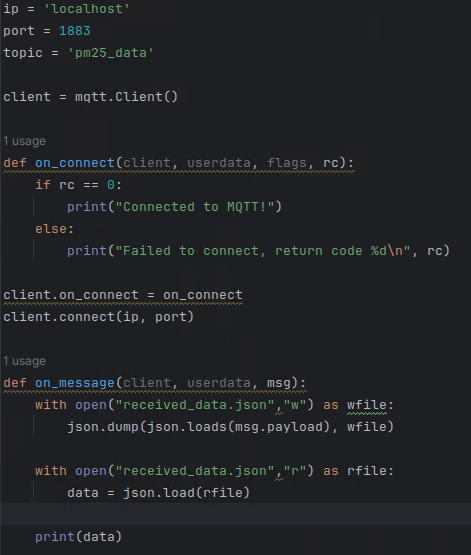 ip = 'localhost'
port = 1883
topic = 'pm25_data'
client = mqtt.Client()
1 usage
def on_connect(client, userdata, flags, rc):
    if rc == 0:
        print("Connected to MQTT!")
    else:
        print("Failed to connect, return code %d\n", rc)
client.on_connect = on_connect
client.connect(ip, port)
1 usage
def on_message(client, userdata, msg):
    with open("received_data.json","w") as wfile:
        json.dump(json.loads(msg.payload), wfile)
    with open("received_data.json","r") as rfile:
        data = json.load(rfile)
    print(data)